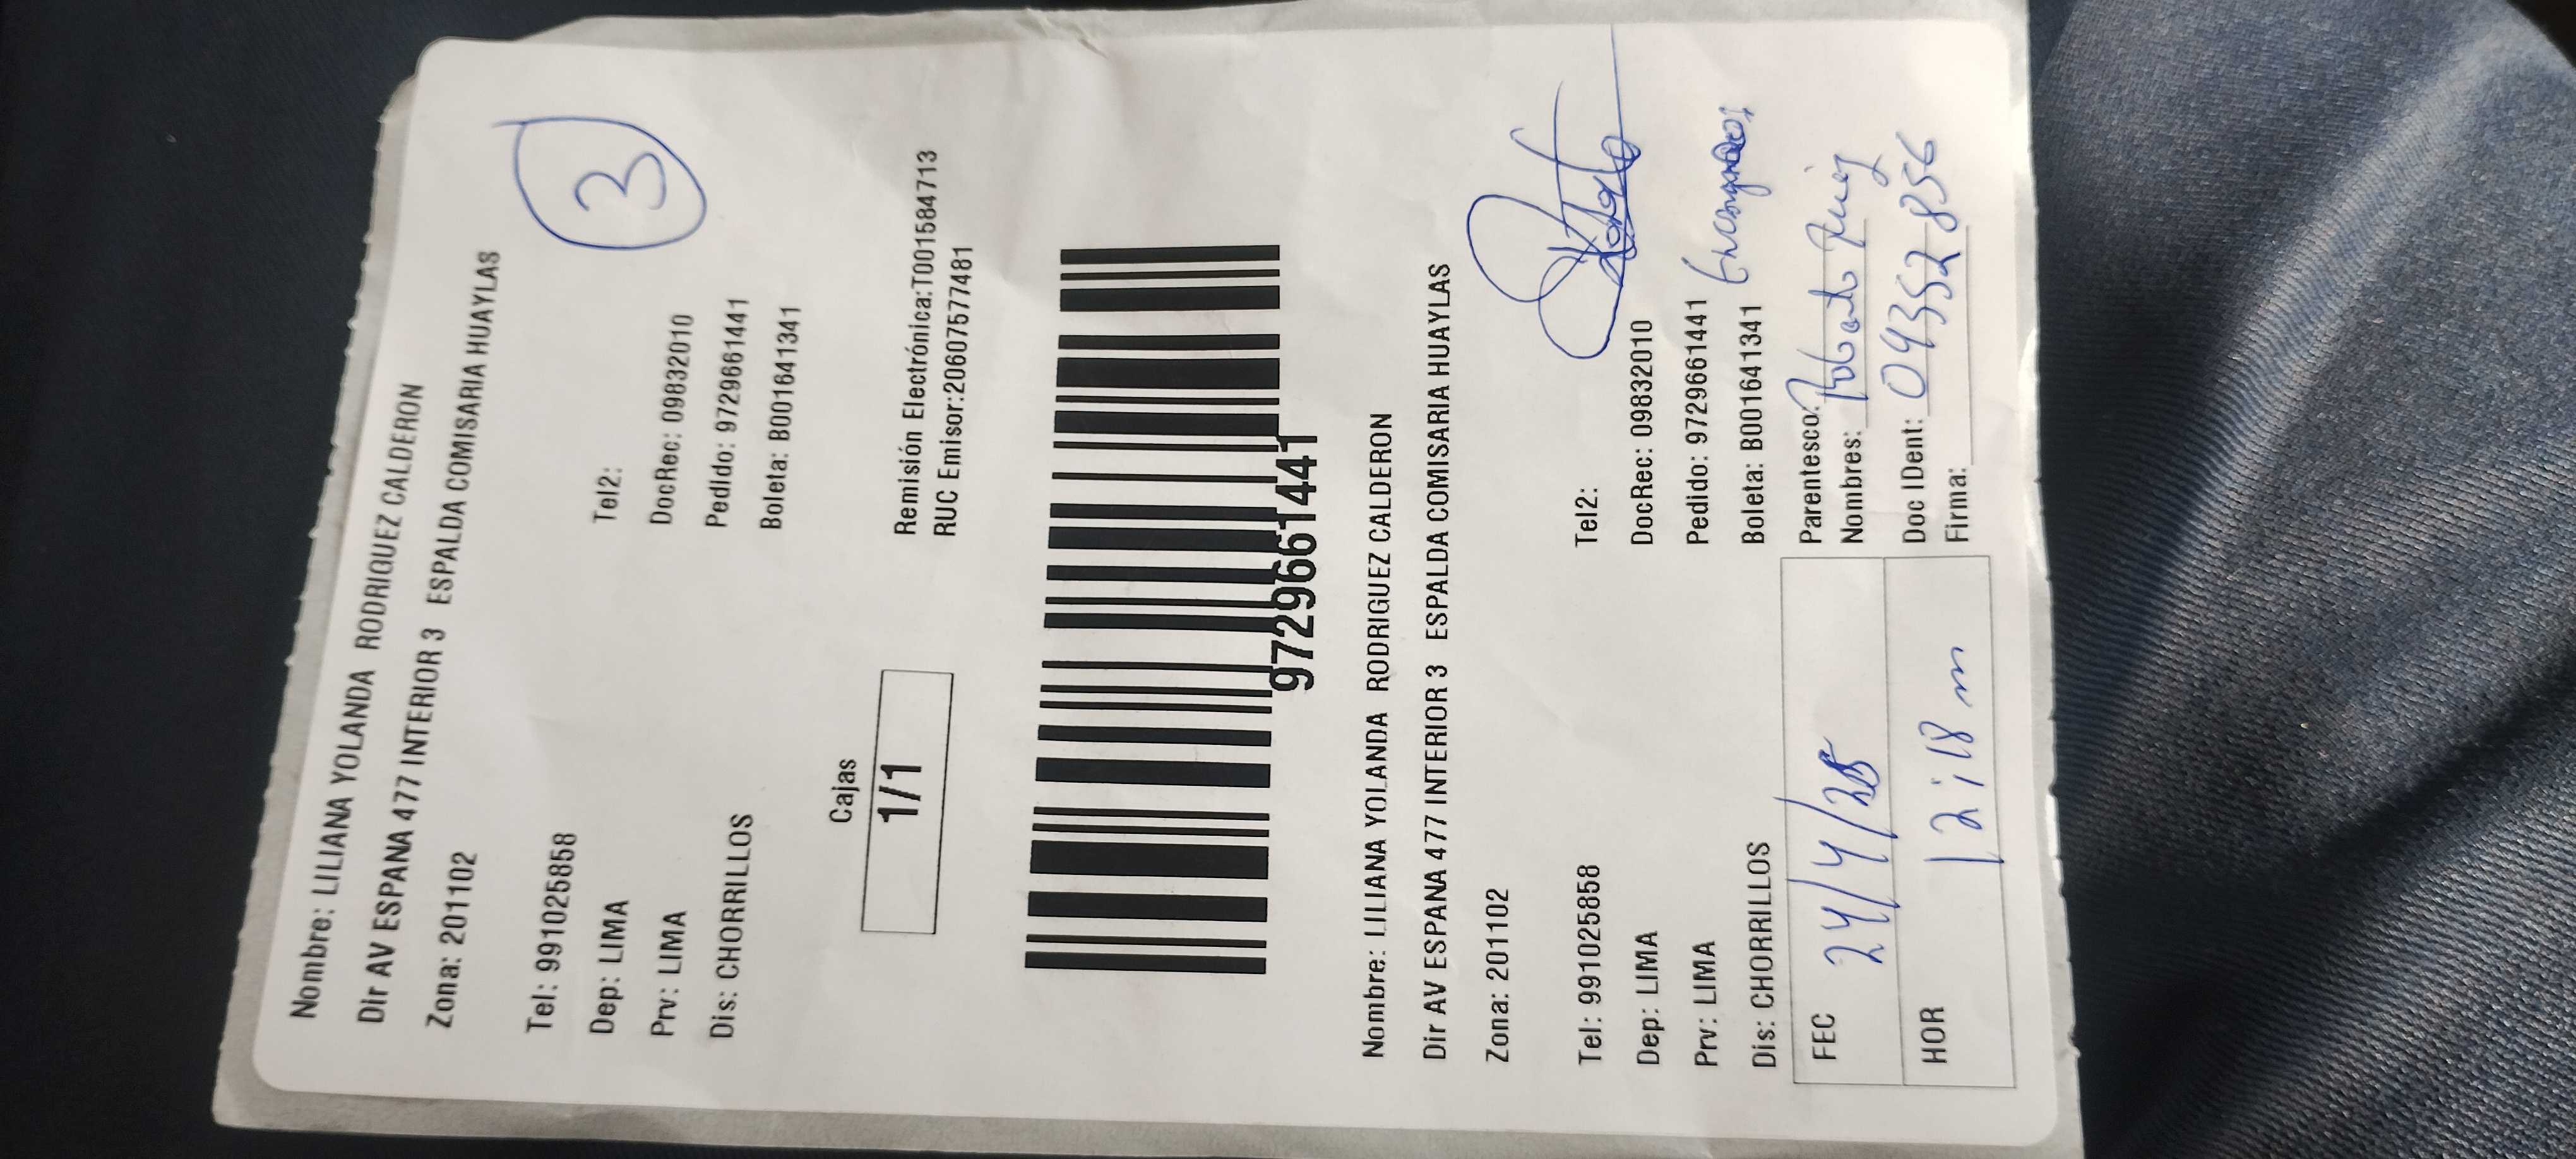 Nombre: LILIANA YOLANDA RODRIGUEZ CALDERON
Dir AV ESPANA 477 INTERIOR 3 ESPALDA COMISARIA HUAYLAS
Zona: 201102
3
Tel: 991025858 Tel2:
Dep: LIMA DocRec: 09832010
Prv: LIMA Pedido: 9729661441
Dis: CHORRILLOS Boleta: B001641341
Cajas
1/1
Remisión Electrónica:T001584713
RUC Emisor:20607577481
9729661441
Nombre: LILIANA YOLANDA RODRIGUEZ CALDERON
Dir AV ESPANA 477 INTERIOR 3 ESPALDA COMISARIA HUAYLAS
Zona: 201102
Tel: 991025858 Tel2:
Dep: LIMA DocRec: 09832010
Prv: LIMA Pedido: 9729661441
Dis: CHORRILLOS Boleta: B001641341
FEC 24/4/25 Parentesco:
Nombres: Roberto
HOR 12:18 m Doc IDent: 04352856
Firma: